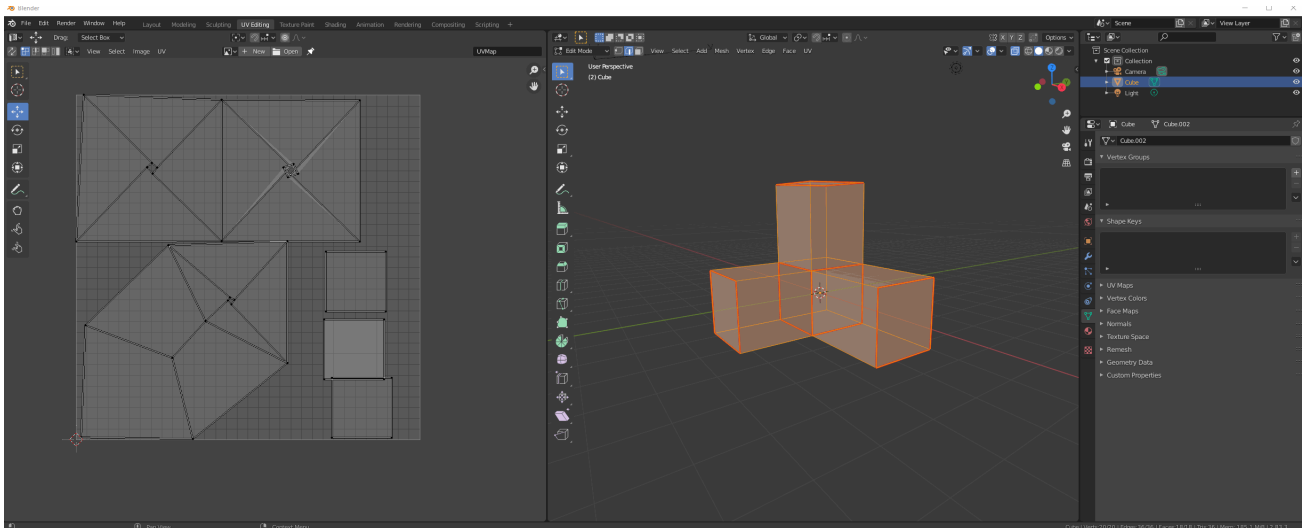 Blender
File Edit Render Window Help Layout Modeling Sculpting UV Editing Texture Paint Shading Animation Rendering Compositing Scripting + Scene View Layer
Drag: Select Box Global X Y Z Options
View Select Image UV + New Open UVMap Edit Mode View Select Add Mesh Vertex Edge Face UV
User Perspective
(2) Cube
Scene Collection
Collection
Camera
Cube
Light
Cube Cube.002
Cube.002
Vertex Groups
Shape Keys
UV Maps
Vertex Colors
Face Maps
Normals
Texture Space
Remesh
Geometry Data
Custom Properties
Pan View Context Menu